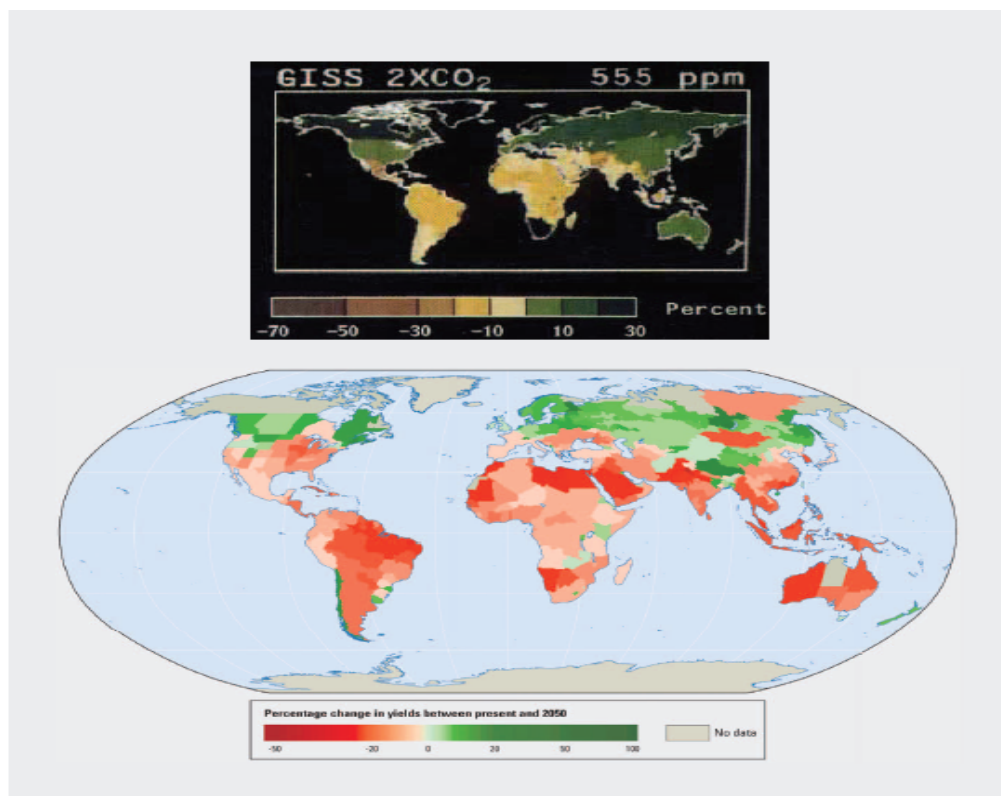 GISS 2XCO₂ 555 ppm
Percent
-70 -50 -30 -10 10 30
Percentage change in yields between present and 2050
-50 -20 0 20 50 100
No data